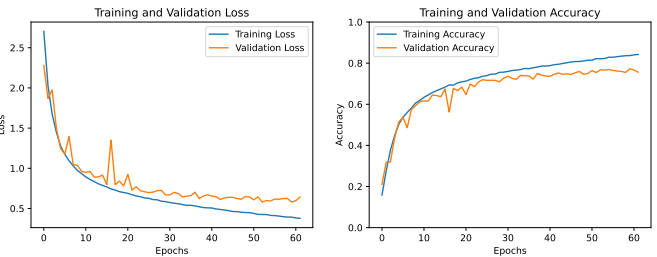 Training and Validation Loss
Training Loss
Validation Loss
2.5
2.0
1.5
1.0
0.5
Loss
0 10 20 30 40 50 60
Epochs
Training and Validation Accuracy
Training Accuracy
Validation Accuracy
1.0
0.8
0.6
0.4
0.2
0.0
Accuracy
0 10 20 30 40 50 60
Epochs